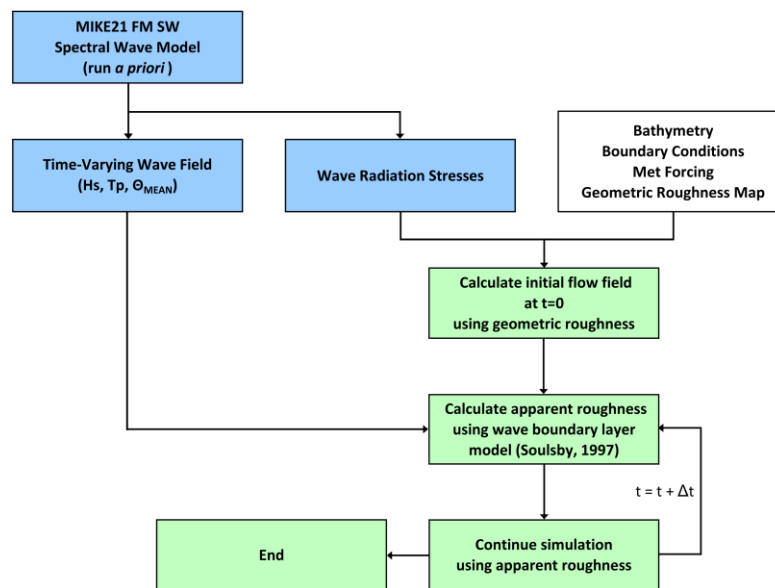 MIKE21 FM SW
Spectral Wave Model
(run a priori )
Time-Varying Wave Field
(Hs, Tp, ΘMEAN)
Wave Radiation Stresses
Bathymetry
Boundary Conditions
Met Forcing
Geometric Roughness Map
Calculate initial flow field
at t=0
using geometric roughness
Calculate apparent roughness
using wave boundary layer
model (Soulsby, 1997)
t = t + Δt
End
Continue simulation
using apparent roughness